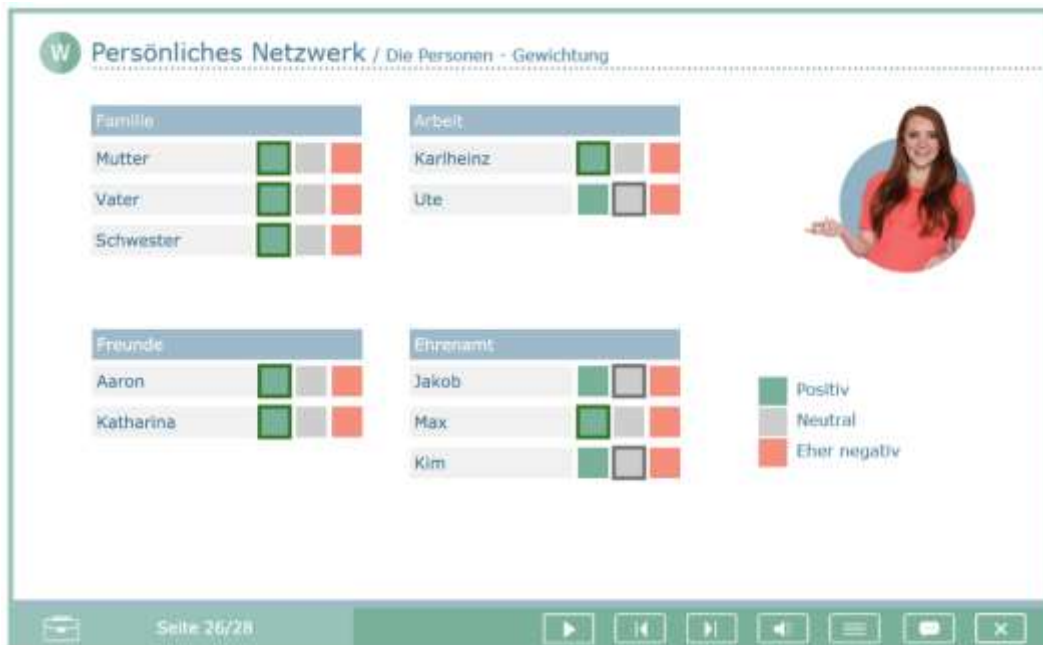 W
Persönliches Netzwerk / Die Personen - Gewichtung
Familie
Mutter
Vater
Schwester
Arbeit
Karlheinz
Ute
Freunde
Aaron
Katharina
Ehrenamt
Jakob
Max
Kim
Positiv
Neutral
Eher negativ
Seite 26/28